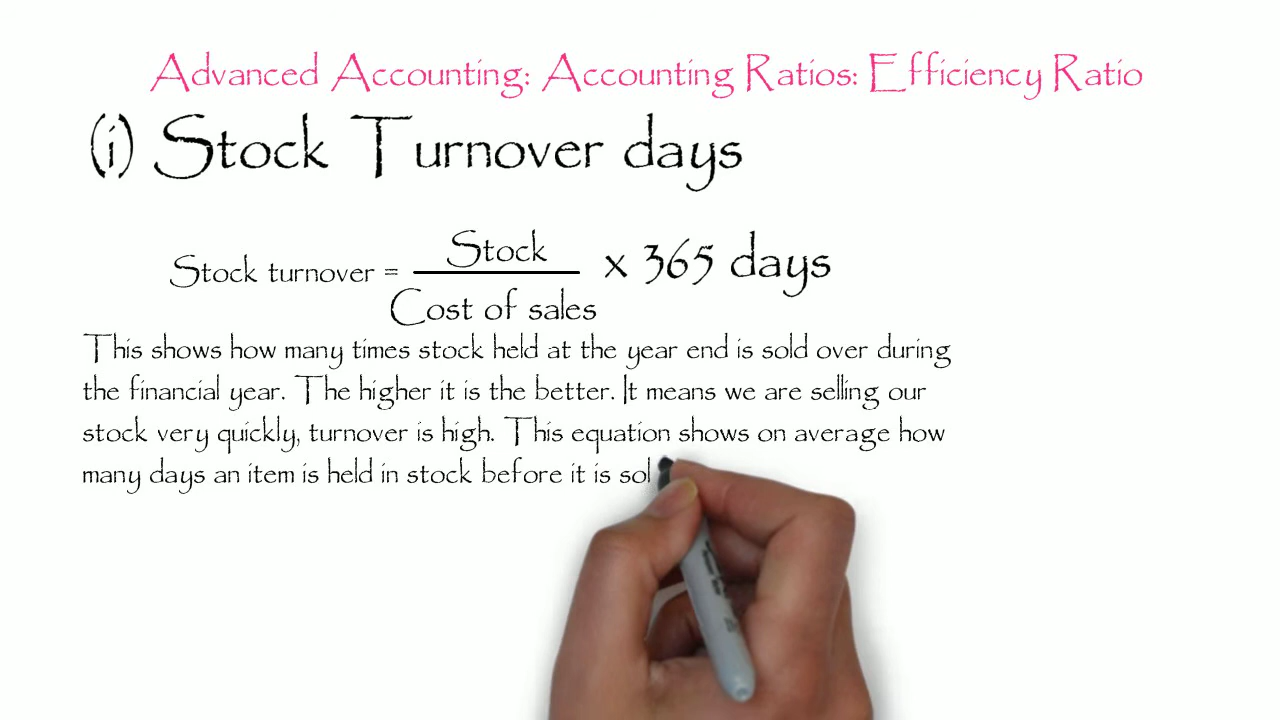 Advanced Accounting: Accounting Ratios: Efficiency Ratio
(i) Stock Turnover days
Stock turnover = Stock / Cost of sales x 365 days
This shows how many times stock held at the year end is sold over during
the financial year. The higher it is the better. It means we are selling our
stock very quickly, turnover is high. This equation shows on average how
many days an item is held in stock before it is sol